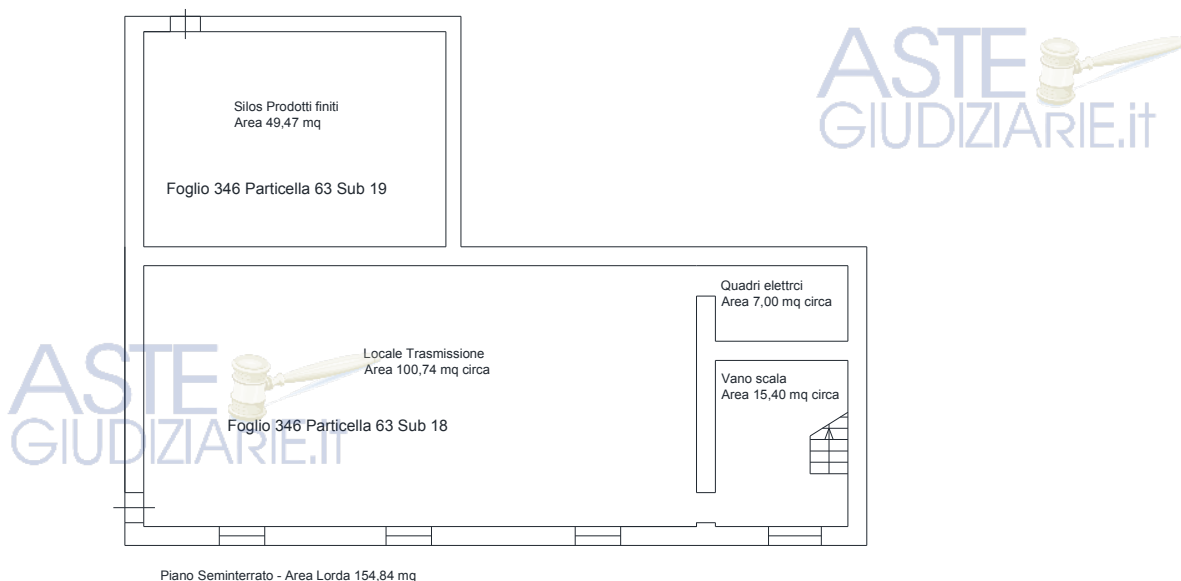 ASTE
GIUDIZIARIE.it
Silos Prodotti finiti
Area 49,47 mq
Foglio 346 Particella 63 Sub 19
Quadri elettrci
Area 7,00 mq circa
Locale Trasmissione
Area 100,74 mq circa
Vano scala
Area 15,40 mq circa
ASTE
GIUDIZIARIE.it
Foglio 346 Particella 63 Sub 18
Piano Seminterrato - Area Lorda 154,84 mq